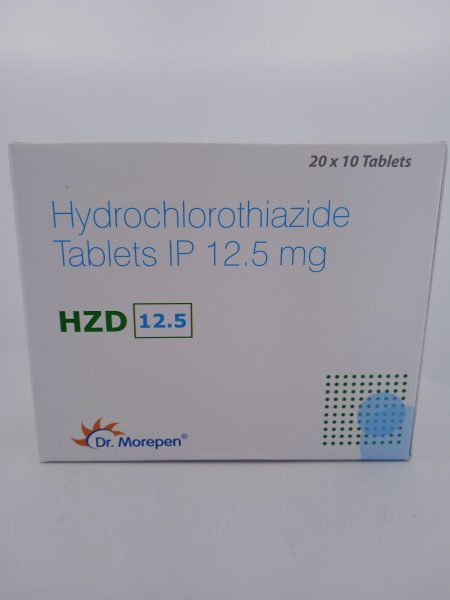 20 x 10 Tablets
Hydrochlorothiazide
Tablets IP 12.5 mg
HZD 12.5
Dr. Morepen®